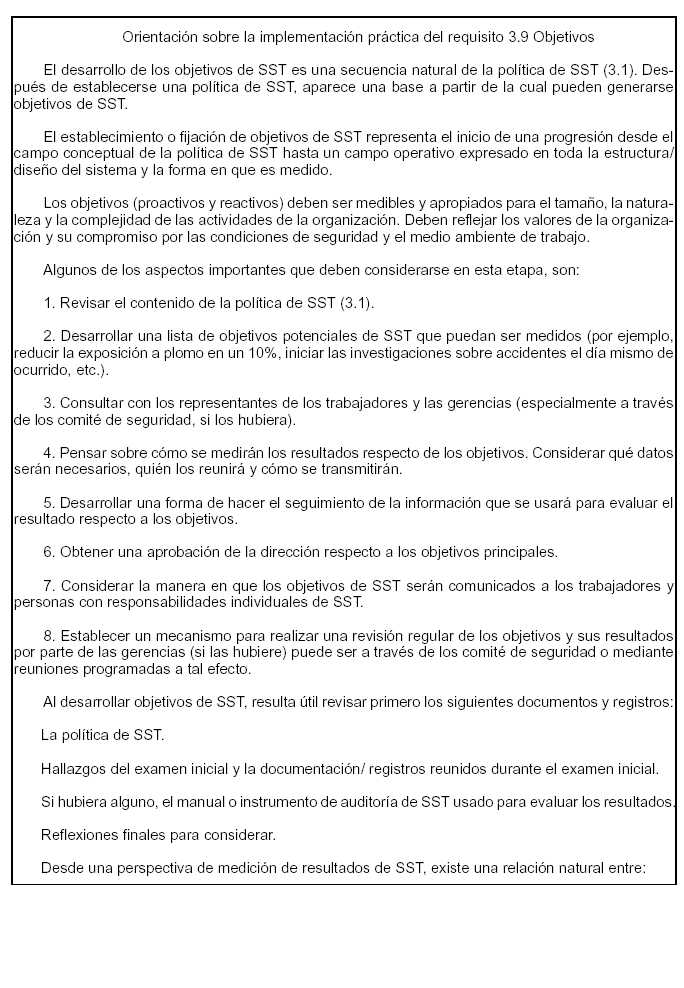 Orientación sobre la implementación práctica del requisito 3.9 Objetivos
El desarrollo de los objetivos de SST es una secuencia natural de la política de SST (3.1). Des-
pués de establecerse una política de SST, aparece una base a partir de la cual pueden generarse
objetivos de SST.
El establecimiento o fijación de objetivos de SST representa el inicio de una progresión desde el
campo conceptual de la política de SST hasta un campo operativo expresado en toda la estructura/
diseño del sistema y la forma en que es medido.
Los objetivos (proactivos y reactivos) deben ser medibles y apropiados para el tamaño, la natura-
leza y la complejidad de las actividades de la organización. Deben reflejar los valores de la organiza-
ción y su compromiso por las condiciones de seguridad y el medio ambiente de trabajo.
Algunos de los aspectos importantes que deben considerarse en esta etapa, son:
1. Revisar el contenido de la política de SST (3.1).
2. Desarrollar una lista de objetivos potenciales de SST que puedan ser medidos (por ejemplo,
reducir la exposición a plomo en un 10%, iniciar las investigaciones sobre accidentes el día mismo de
ocurrido, etc.).
3. Consultar con los representantes de los trabajadores y las gerencias (especialmente a través
de los comité de seguridad, si los hubiera).
4. Pensar sobre cómo se medirán los resultados respecto de los objetivos. Considerar qué datos
serán necesarios, quién los reunirá y cómo se transmitirán.
5. Desarrollar una forma de hacer el seguimiento de la información que se usará para evaluar el
resultado respecto a los objetivos.
6. Obtener una aprobación de la dirección respecto a los objetivos principales.
7. Considerar la manera en que los objetivos de SST serán comunicados a los trabajadores y
personas con responsabilidades individuales de SST.
8. Establecer un mecanismo para realizar una revisión regular de los objetivos y sus resultados
por parte de las gerencias (si las hubiere) puede ser a través de los comité de seguridad o mediante
reuniones programadas a tal efecto.
Al desarrollar objetivos de SST, resulta útil revisar primero los siguientes documentos y registros:
La política de SST.
Hallazgos del examen inicial y la documentación/ registros reunidos durante el examen inicial.
Si hubiera alguno, el manual o instrumento de auditoría de SST usado para evaluar los resultados.
Reflexiones finales para considerar.
Desde una perspectiva de medición de resultados de SST, existe una relación natural entre: